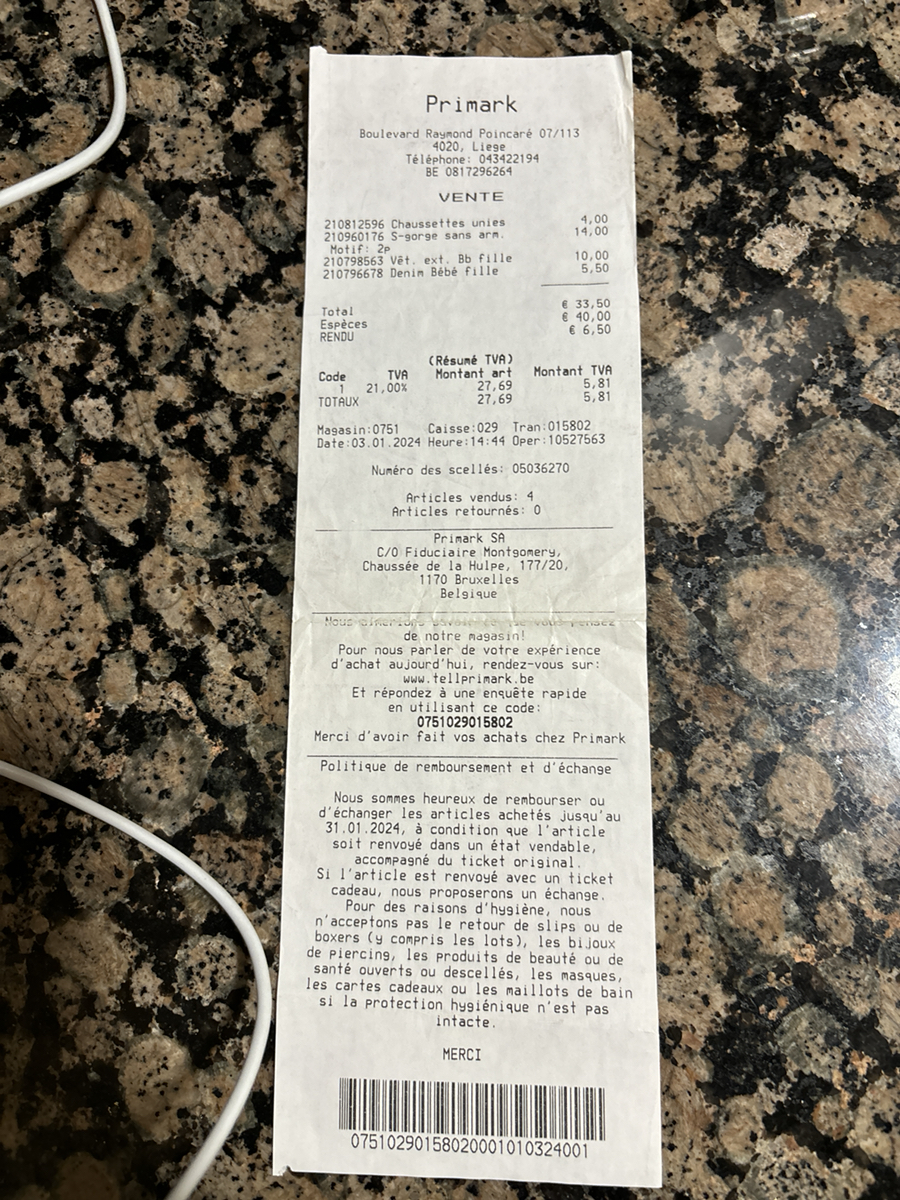 Primark
Boulevard Raymond Poincaré 07/113
4020, Liege
Téléphone: 043422194
BE 0817296264
VENTE
210812596 Chaussettes unies 4,00
210960176 S-gorge sans arm. 14,00
Motif: 2p
210798563 Vêt. ext. Bb fille 10,00
210796678 Denim Bébé fille 5,50
Total € 33,50
Espèces € 40,00
RENDU € 6,50
(Résumé TVA)
Code TVA Montant art Montant TVA
1 21,00% 27,69 5,81
TOTAUX 27,69 5,81
Magasin:0751 Caisse:029 Tran:015802
Date:03.01.2024 Heure:14:44 Oper:10527563
Numéro des scellés: 05036270
Articles vendus: 4
Articles retournés: 0
Primark SA
C/O Fiduciaire Montgomery,
Chaussée de la Hulpe, 177/20,
1170 Bruxelles
Belgique
Nous aimerions savoir ce que vous pensez
de notre magasin!
Pour nous parler de votre expérience
d'achat aujourd'hui, rendez-vous sur:
www.tellprimark.be
Et répondez à une enquête rapide
en utilisant ce code:
0751029015802
Merci d'avoir fait vos achats chez Primark
Politique de remboursement et d'échange
Nous sommes heureux de rembourser ou
d'échanger les articles achetés jusqu'au
31.01.2024, à condition que l'article
soit renvoyé dans un état vendable,
accompagné du ticket original.
Si l'article est renvoyé avec un ticket
cadeau, nous proposerons un échange.
Pour des raisons d'hygiène, nous
n'acceptons pas le retour de slips ou de
boxers (y compris les lots), les bijoux
de piercing, les produits de beauté ou de
santé ouverts ou descellés, les masques,
les cartes cadeaux ou les maillots de bain
si la protection hygiénique n'est pas
intacte.
MERCI
07510290158020001010324001